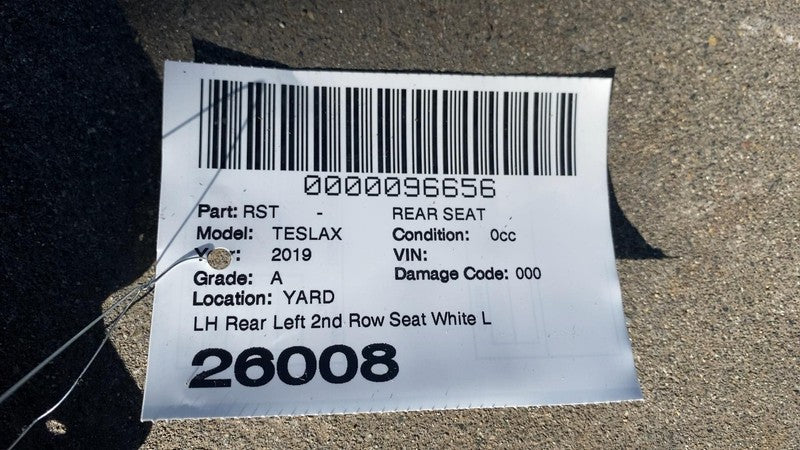 0000096656
Part: RST - REAR SEAT
Model: TESLAX Condition: 0cc
2019 VIN:
Grade: A Damage Code: 000
Location: YARD
LH Rear Left 2nd Row Seat White L
26008